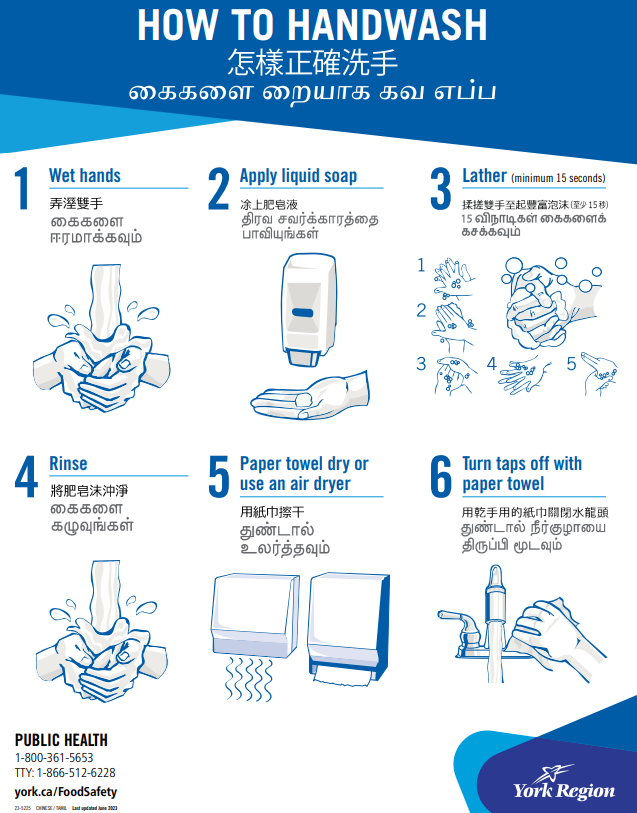 HOW TO HANDWASH
怎樣正確洗手
கைகளை றையாக கவ எப்ப
1 Wet hands
弄溼雙手
கைகளை
ஈரமாக்கவும்
2 Apply liquid soap
凃上肥皂液
திரவ சவர்க்காரத்தை
பாவியுங்கள்
3 Lather (minimum 15 seconds)
揉搓雙手至起豐富泡沫(至少 15 秒)
15 விநாடிகள் கைகளைக்
கசக்கவும்
1
2
3 4 5
4 Rinse
將肥皂沫沖淨
கைகளை
கழுவுங்கள்
5 Paper towel dry or
use an air dryer
用紙巾擦干
துண்டால்
உலர்த்தவும்
6 Turn taps off with
paper towel
用乾手用的紙巾關閉水龍頭
துண்டால் நீர்குழாயை
திருப்பி மூடவும்
PUBLIC HEALTH
1-800-361-5653
TTY: 1-866-512-6228
york.ca/FoodSafety
23-5225 CHINESE / TAMIL Last updated June 2023
York Region